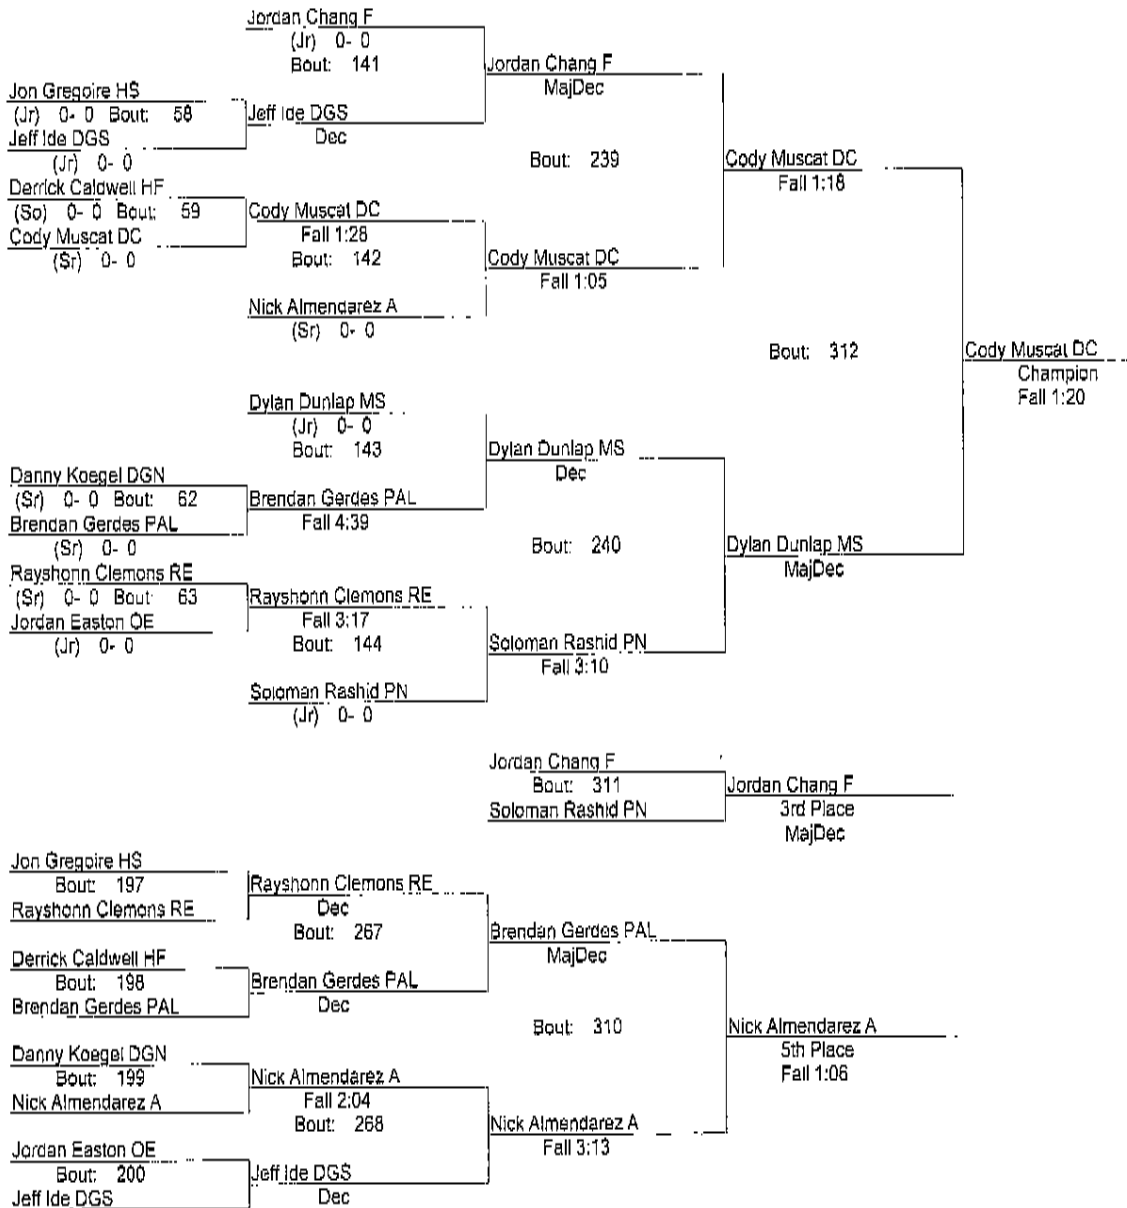 Jordan Chang F
(Jr) 0- 0
Bout: 141
Jordan Chang F
MajDec
Jon Gregoire HS
(Jr) 0- 0 Bout: 58
Jeff Ide DGS
Dec
Jeff Ide DGS
(Jr) 0- 0
Bout: 239
Cody Muscat DC
Fall 1:18
Derrick Caldwell HF
(So) 0- 0 Bout: 59
Cody Muscat DC
Fall 1:28
Bout: 142
Cody Muscat DC
(Sr) 0- 0
Cody Muscat DC
Fall 1:05
Nick Almendarez A
(Sr) 0- 0
Bout: 312
Cody Muscat DC
Champion
Fall 1:20
Dylan Dunlap MS
(Jr) 0- 0
Bout: 143
Dylan Dunlap MS
Dec
Danny Koegel DGN
(Sr) 0- 0 Bout: 62
Brendan Gerdes PAL
Fall 4:39
Brendan Gerdes PAL
(Sr) 0- 0
Bout: 240
Dylan Dunlap MS
MajDec
Rayshonn Clemons RE
(Sr) 0- 0 Bout: 63
Rayshonn Clemons RE
Fall 3:17
Bout: 144
Jordan Easton OE
(Jr) 0- 0
Soloman Rashid PN
Fall 3:10
Soloman Rashid PN
(Jr) 0- 0
Jordan Chang F
Bout: 311
Soloman Rashid PN
Jordan Chang F
3rd Place
MajDec
Jon Gregoire HS
Bout: 197
Rayshonn Clemons RE
Rayshonn Clemons RE
Dec
Bout: 267
Brendan Gerdes PAL
MajDec
Derrick Caldwell HF
Bout: 198
Brendan Gerdes PAL
Brendan Gerdes PAL
Dec
Bout: 310
Nick Almendarez A
5th Place
Fall 1:06
Danny Koegel DGN
Bout: 199
Nick Almendarez A
Nick Almendarez A
Fall 2:04
Bout: 268
Nick Almendarez A
Fall 3:13
Jordan Easton OE
Bout: 200
Jeff Ide DGS
Jeff Ide DGS
Dec